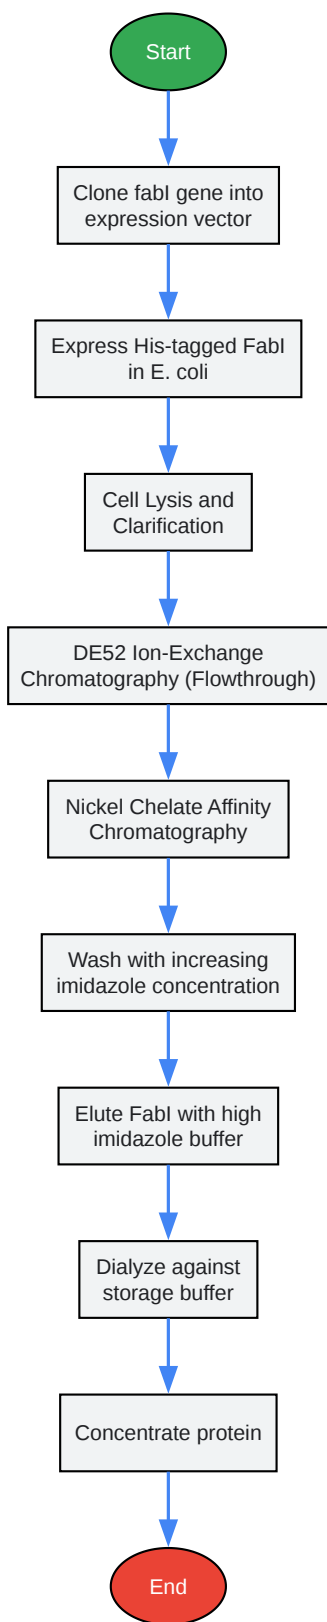 Start
Clone fabI gene into
expression vector
Express His-tagged FabI
in E. coli
Cell Lysis and
Clarification
DE52 Ion-Exchange
Chromatography (Flowthrough)
Nickel Chelate Affinity
Chromatography
Wash with increasing
imidazole concentration
Elute FabI with high
imidazole buffer
Dialyze against
storage buffer
Concentrate protein
End